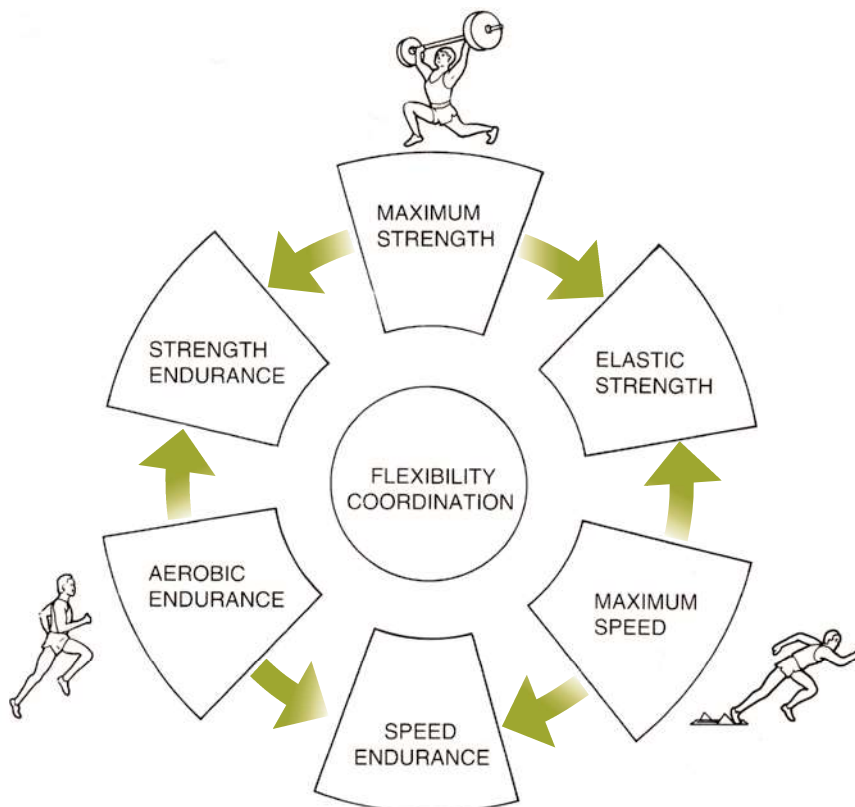 MAXIMUM
STRENGTH
STRENGTH
ENDURANCE
ELASTIC
STRENGTH
FLEXIBILITY
COORDINATION
AEROBIC
ENDURANCE
MAXIMUM
SPEED
SPEED
ENDURANCE